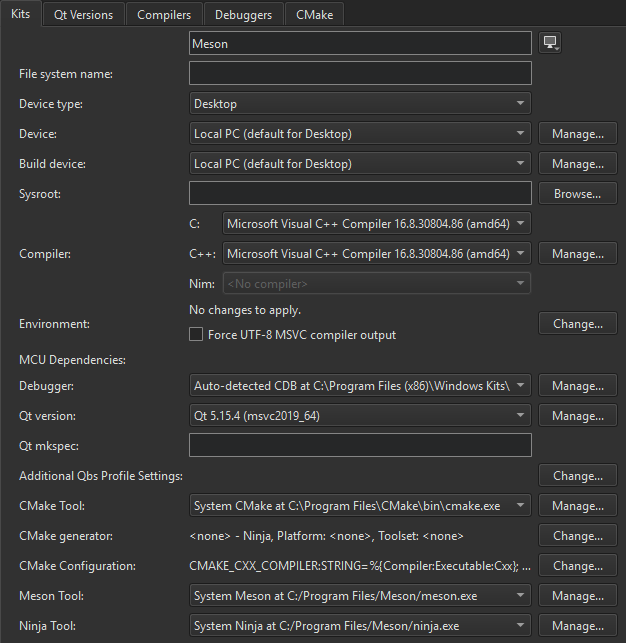 Kits Qt Versions Compilers Debuggers CMake
Meson
File system name:
Device type: Desktop
Device: Local PC (default for Desktop) Manage...
Build device: Local PC (default for Desktop) Manage...
Sysroot: Browse...
C: Microsoft Visual C++ Compiler 16.8.30804.86 (amd64)
Compiler: C++: Microsoft Visual C++ Compiler 16.8.30804.86 (amd64) Manage...
Nim: <No compiler>
No changes to apply.
Environment: Change...
Force UTF-8 MSVC compiler output
MCU Dependencies:
Debugger: Auto-detected CDB at C:\Program Files (x86)\Windows Kits\ Manage...
Qt version: Qt 5.15.4 (msvc2019_64) Manage...
Qt mkspec:
Additional Qbs Profile Settings: Change...
CMake Tool: System CMake at C:\Program Files\CMake\bin\cmake.exe Manage...
CMake generator: <none> - Ninja, Platform: <none>, Toolset: <none> Change...
CMake Configuration: CMAKE_CXX_COMPILER:STRING=%{Compiler:Executable:Cxx}; ... Change...
Meson Tool: System Meson at C:/Program Files/Meson/meson.exe Manage...
Ninja Tool: System Ninja at C:/Program Files/Meson/ninja.exe Manage...